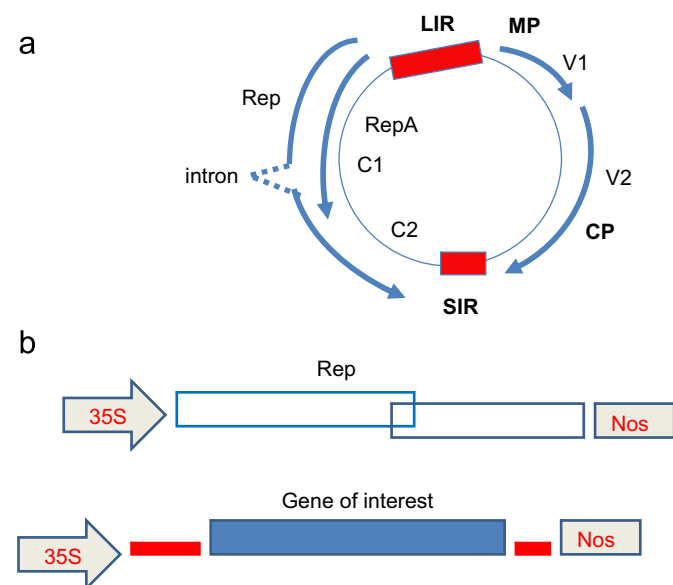 a
LIR MP
V1
Rep
RepA
intron
C1
V2
C2
CP
SIR
b
Rep
35S
Nos
Gene of interest
35S
Nos